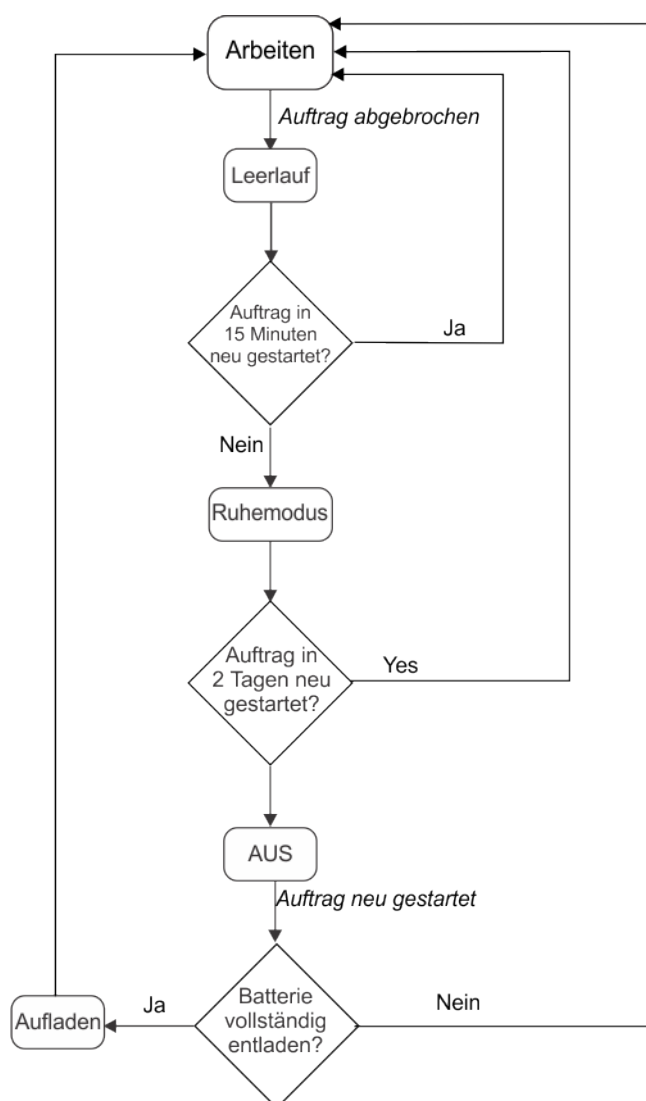 Arbeiten
Auftrag abgebrochen
Leerlauf
Auftrag in
15 Minuten
neu gestartet?
Ja
Nein
Ruhemodus
Auftrag in
2 Tagen neu
gestartet?
Yes
AUS
Auftrag neu gestartet
Batterie
vollständig
entladen?
Ja
Nein
Aufladen